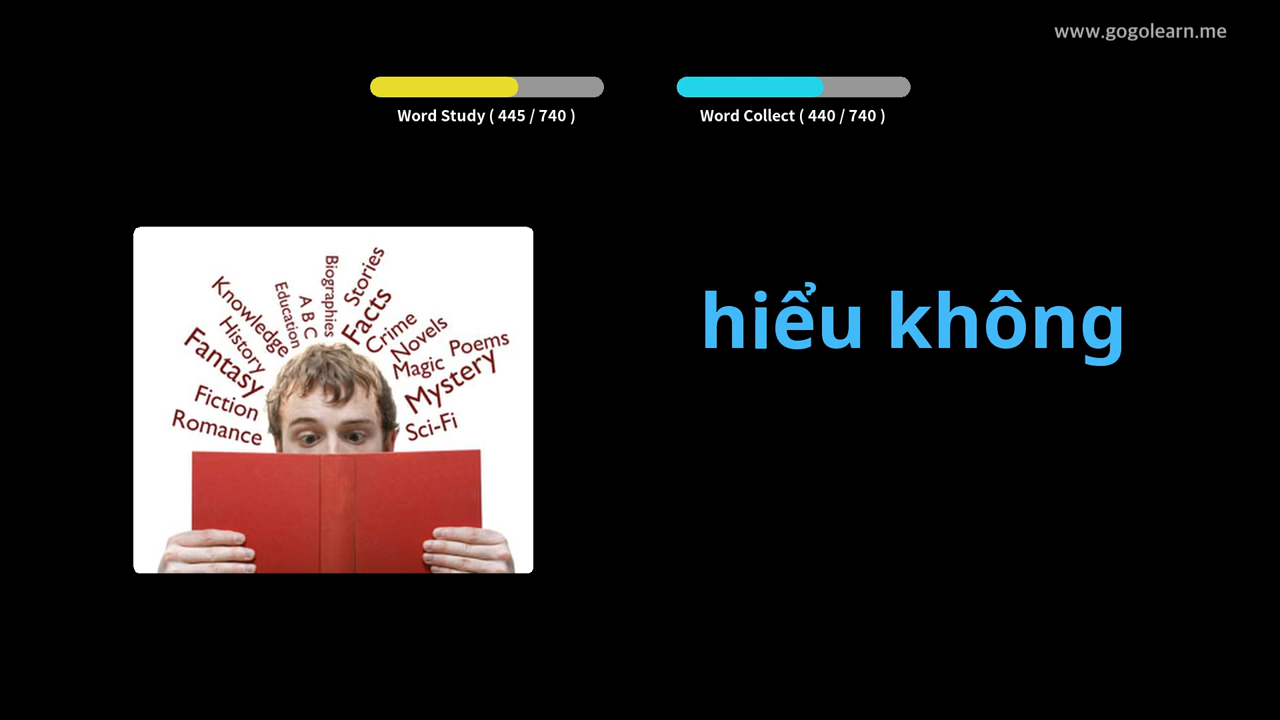 www.gogolearn.me
Word Study ( 445 / 740 )
Word Collect ( 440 / 740 )
hiểu không
Biographies
Stories
Education
A B C
Facts
Knowledge
Crime
History
Novels
Fantasy
Magic
Poems
Fiction
Mystery
Romance
Sci-Fi